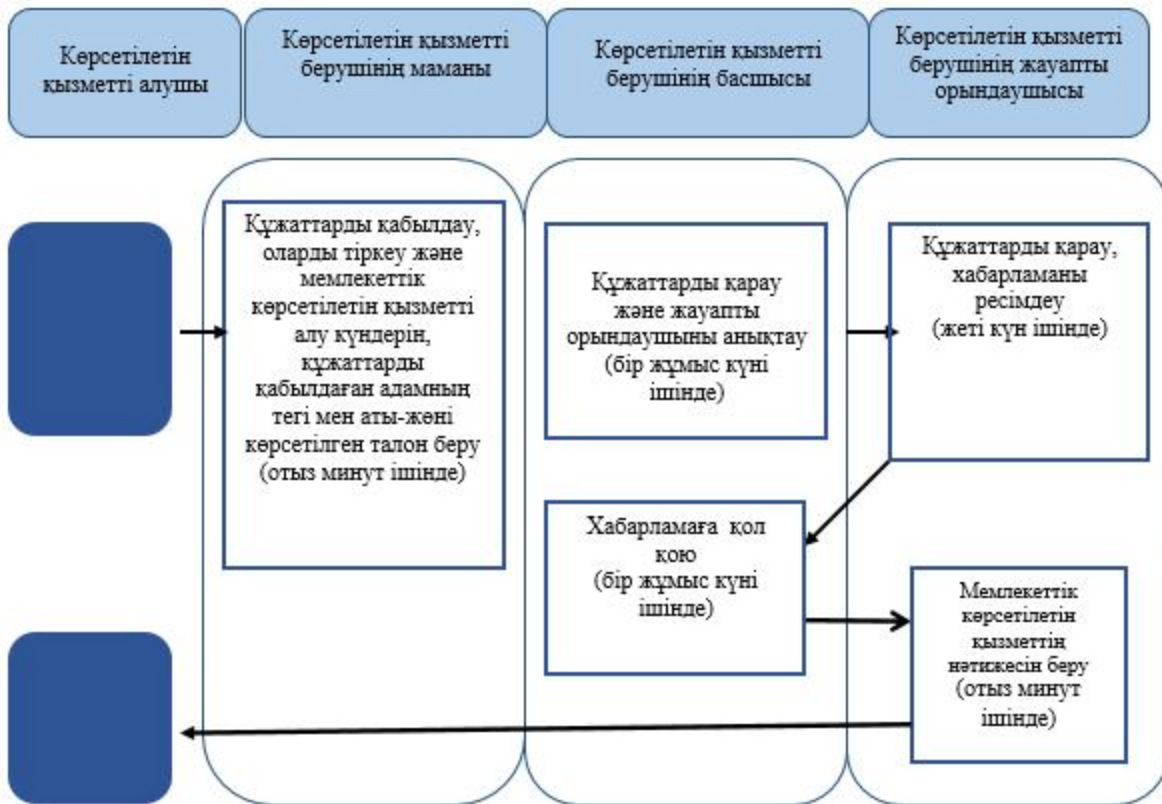 Көрсетілетін
қызметті алушы
Көрсетілетін қызметті
берушінің маманы
Көрсетілетін қызметті
берушінің басшысы
Көрсетілетін қызметті
берушінің жауапты
орындаушысы
Құжаттарды қабылдау,
оларды тіркеу және
мемлекеттік
көрсетілетін қызметті
алу күндерін,
құжаттарды
қабылдаған адамның
тегі мен аты-жөні
көрсетілген талон беру
(отыз минут ішінде)
Құжаттарды қарау
және жауапты
орындаушыны анықтау
(бір жұмыс күні
ішінде)
Құжаттарды қарау,
хабарламаны
ресімдеу
(жеті күн ішінде)
Хабарламаға қол
қою
(бір жұмыс күні
ішінде)
Мемлекеттік
көрсетілетін
қызметтің
нәтижесін беру
(отыз минут
ішінде)